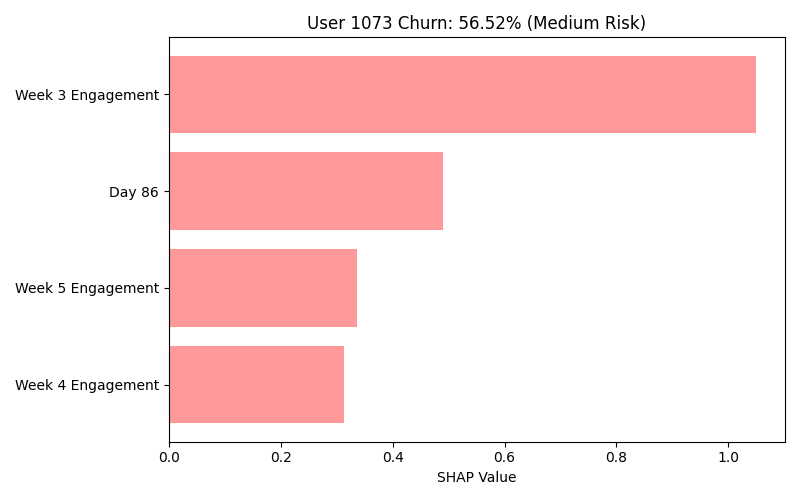 User 1073 Churn: 56.52% (Medium Risk)
Week 3 Engagement
Day 86
Week 5 Engagement
Week 4 Engagement
0.0 0.2 0.4 0.6 0.8 1.0
SHAP Value